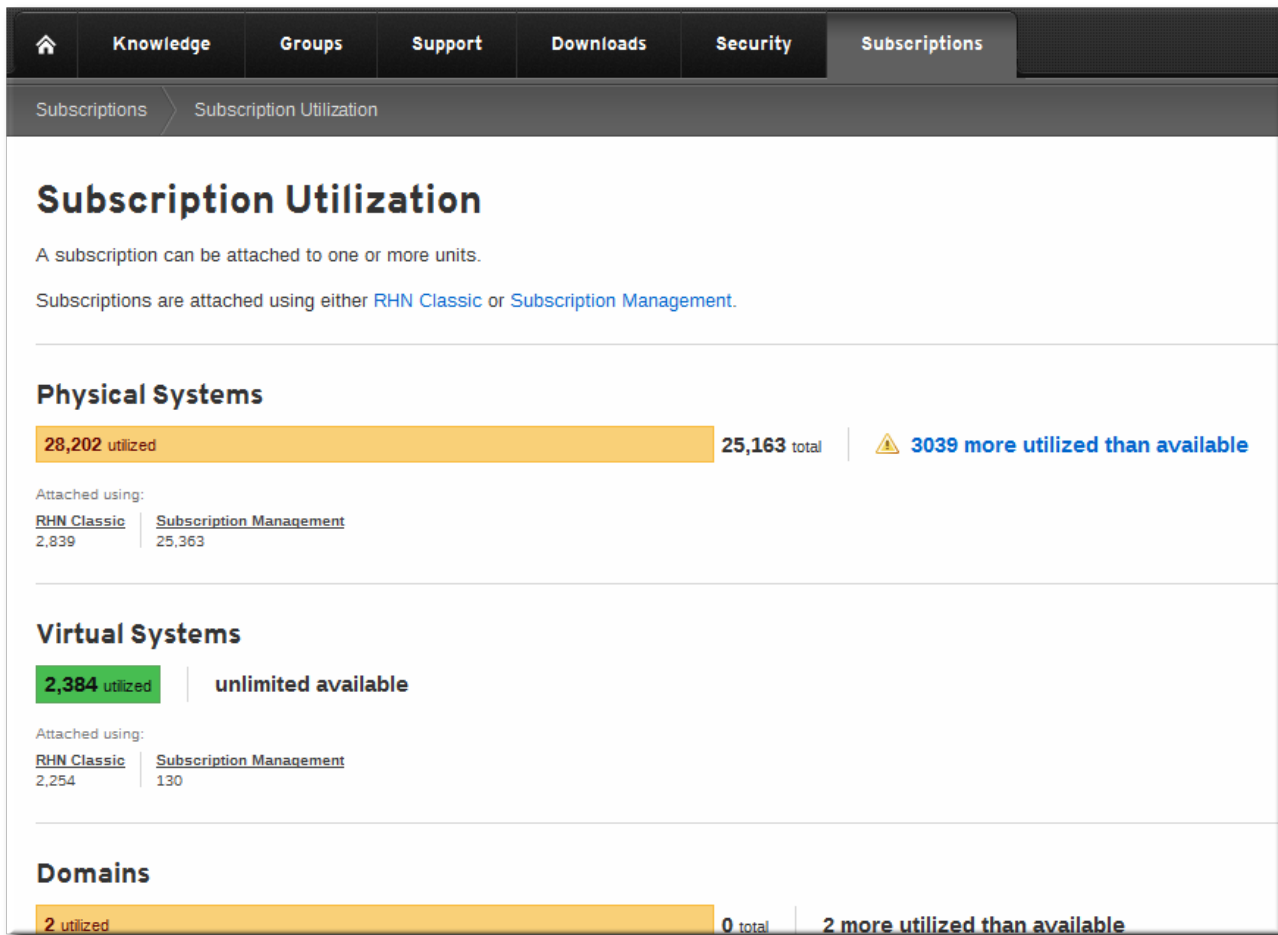 Knowledge Groups Support Downloads Security Subscriptions
Subscriptions Subscription Utilization
Subscription Utilization
A subscription can be attached to one or more units.
Subscriptions are attached using either RHN Classic or Subscription Management.
Physical Systems
28,202 utilized 25,163 total 3039 more utilized than available
Attached using:
RHN Classic Subscription Management
2,839 25,363
Virtual Systems
2,384 utilized unlimited available
Attached using:
RHN Classic Subscription Management
2,254 130
Domains
2 utilized 0 total 2 more utilized than available